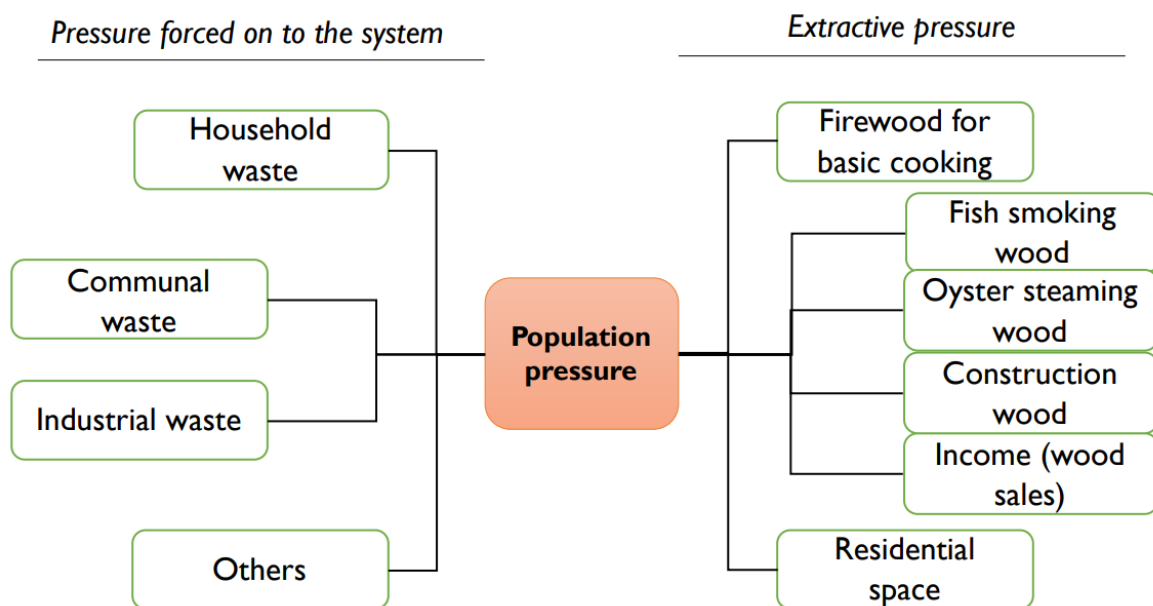 Pressure forced on to the system
Extractive pressure
Household
waste
Communal
waste
Industrial waste
Others
Population
pressure
Firewood for
basic cooking
Fish smoking
wood
Oyster steaming
wood
Construction
wood
Income (wood
sales)
Residential
space